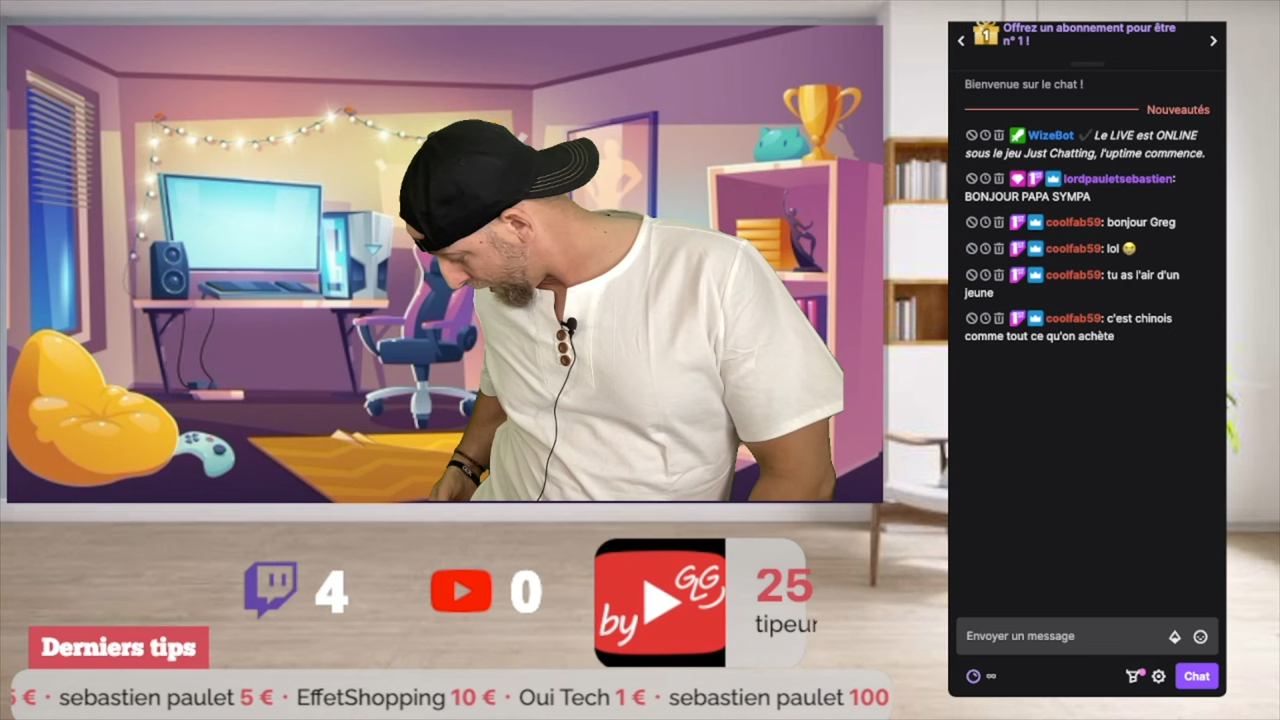 Offrez un abonnement pour être
n° 1 !
1
Bienvenue sur le chat !
Nouveautés
WizeBot ✔ Le LIVE est ONLINE
sous le jeu Just Chatting, l'uptime commence.
lordpauletsebastien:
BONJOUR PAPA SYMPA
coolfab59: bonjour Greg
coolfab59: lol 😄
coolfab59: tu as l'air d'un
jeune
coolfab59: c'est chinois
comme tout ce qu'on achète
4
0
by GLG
25
tipeur
Derniers tips
5 € · sebastien paulet 5 € · EffetShopping 10 € · Oui Tech 1 € · sebastien paulet 100
Envoyer un message
Chat